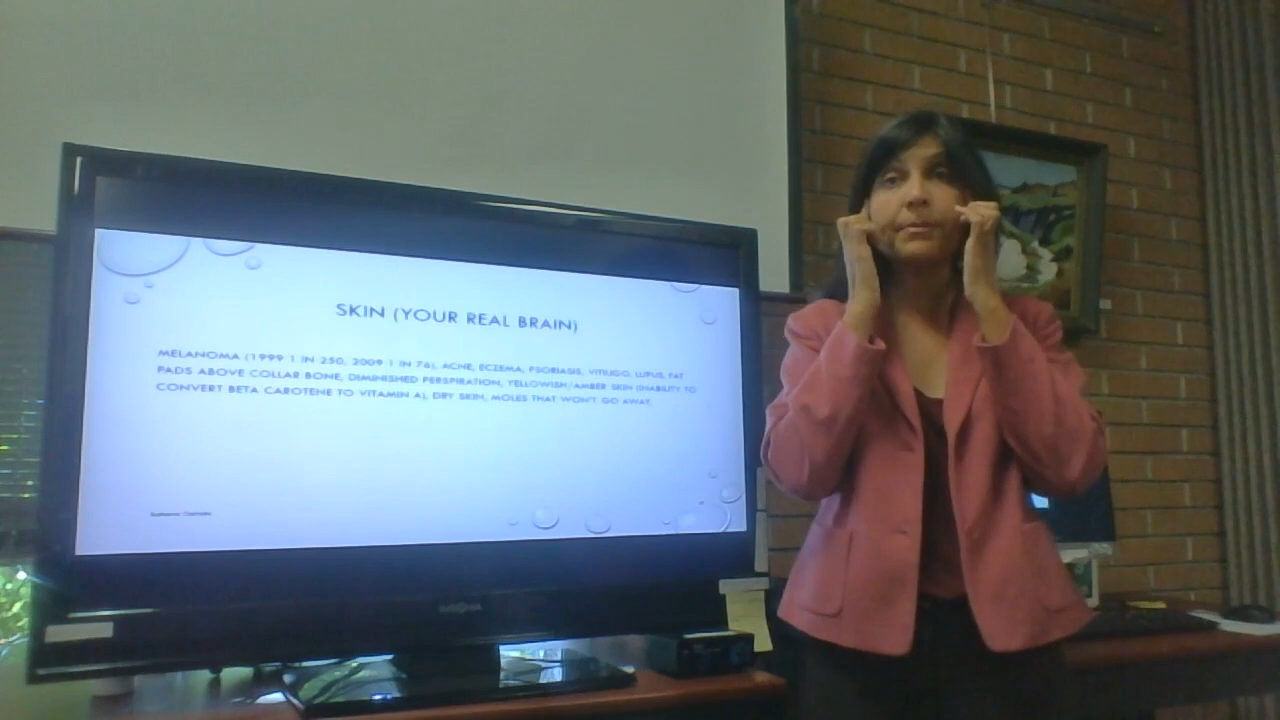 SKIN (YOUR REAL BRAIN)
MELANOMA (1999 1 IN 250, 2009 1 IN 76), ACNE, ECZEMA, PSORIASIS, VITILIGO, LUPUS, FAT
PADS ABOVE COLLAR BONE, DIMINISHED PERSPIRATION, YELLOWISH/AMBER SKIN (INABILITY TO
CONVERT BETA CAROTENE TO VITAMIN A), DRY SKIN, MOLES THAT WON'T GO AWAY.
INSIGNIA